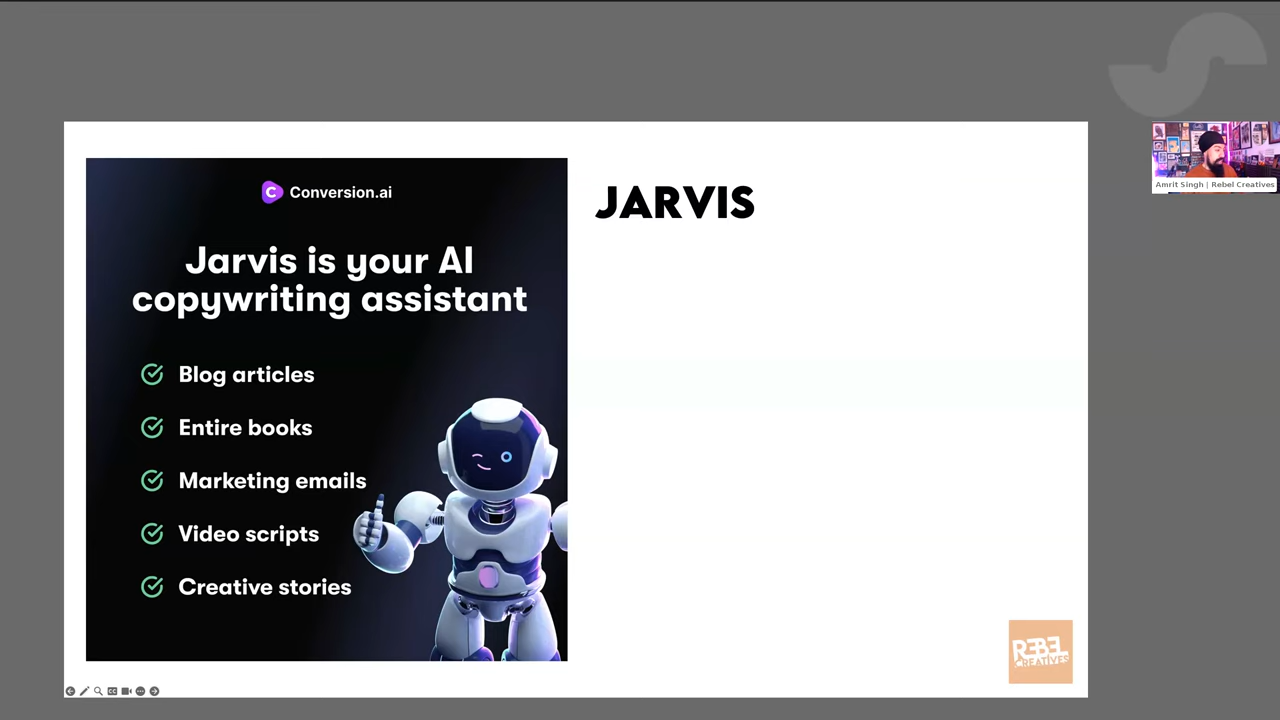 Conversion.ai
Jarvis is your AI
copywriting assistant
Blog articles
Entire books
Marketing emails
Video scripts
Creative stories
JARVIS
Amrit Singh | Rebel Creatives
REBEL
CREATIVES